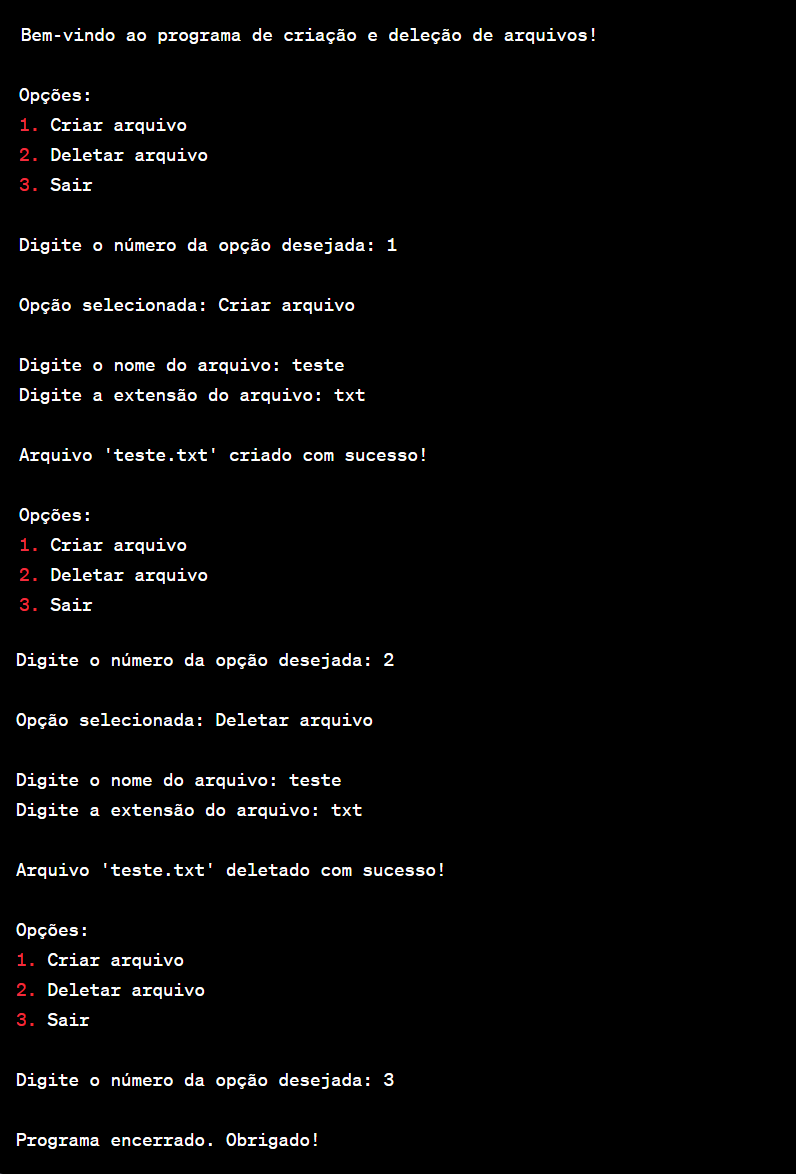 Bem-vindo ao programa de criação e deleção de arquivos!
Opções:
1. Criar arquivo
2. Deletar arquivo
3. Sair
Digite o número da opção desejada: 1
Opção selecionada: Criar arquivo
Digite o nome do arquivo: teste
Digite a extensão do arquivo: txt
Arquivo 'teste.txt' criado com sucesso!
Opções:
1. Criar arquivo
2. Deletar arquivo
3. Sair
Digite o número da opção desejada: 2
Opção selecionada: Deletar arquivo
Digite o nome do arquivo: teste
Digite a extensão do arquivo: txt
Arquivo 'teste.txt' deletado com sucesso!
Opções:
1. Criar arquivo
2. Deletar arquivo
3. Sair
Digite o número da opção desejada: 3
Programa encerrado. Obrigado!